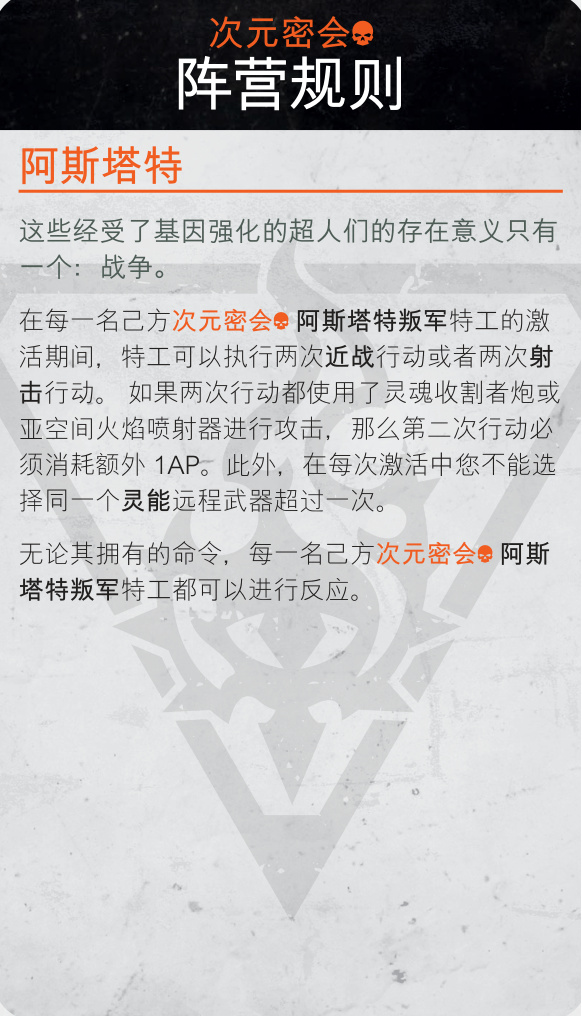 次元密会
阵营规则
阿斯塔特
这些经受了基因强化的超人们的存在意义只有
一个：战争。
在每一名己方次元密会 阿斯塔特叛军特工的激
活期间，特工可以执行两次近战行动或者两次射
击行动。 如果两次行动都使用了灵魂收割者炮或
亚空间火焰喷射器进行攻击，那么第二次行动必
须消耗额外 1AP。此外，在每次激活中您不能选
择同一个灵能远程武器超过一次。
无论其拥有的命令，每一名己方次元密会 阿斯
塔特叛军特工都可以进行反应。